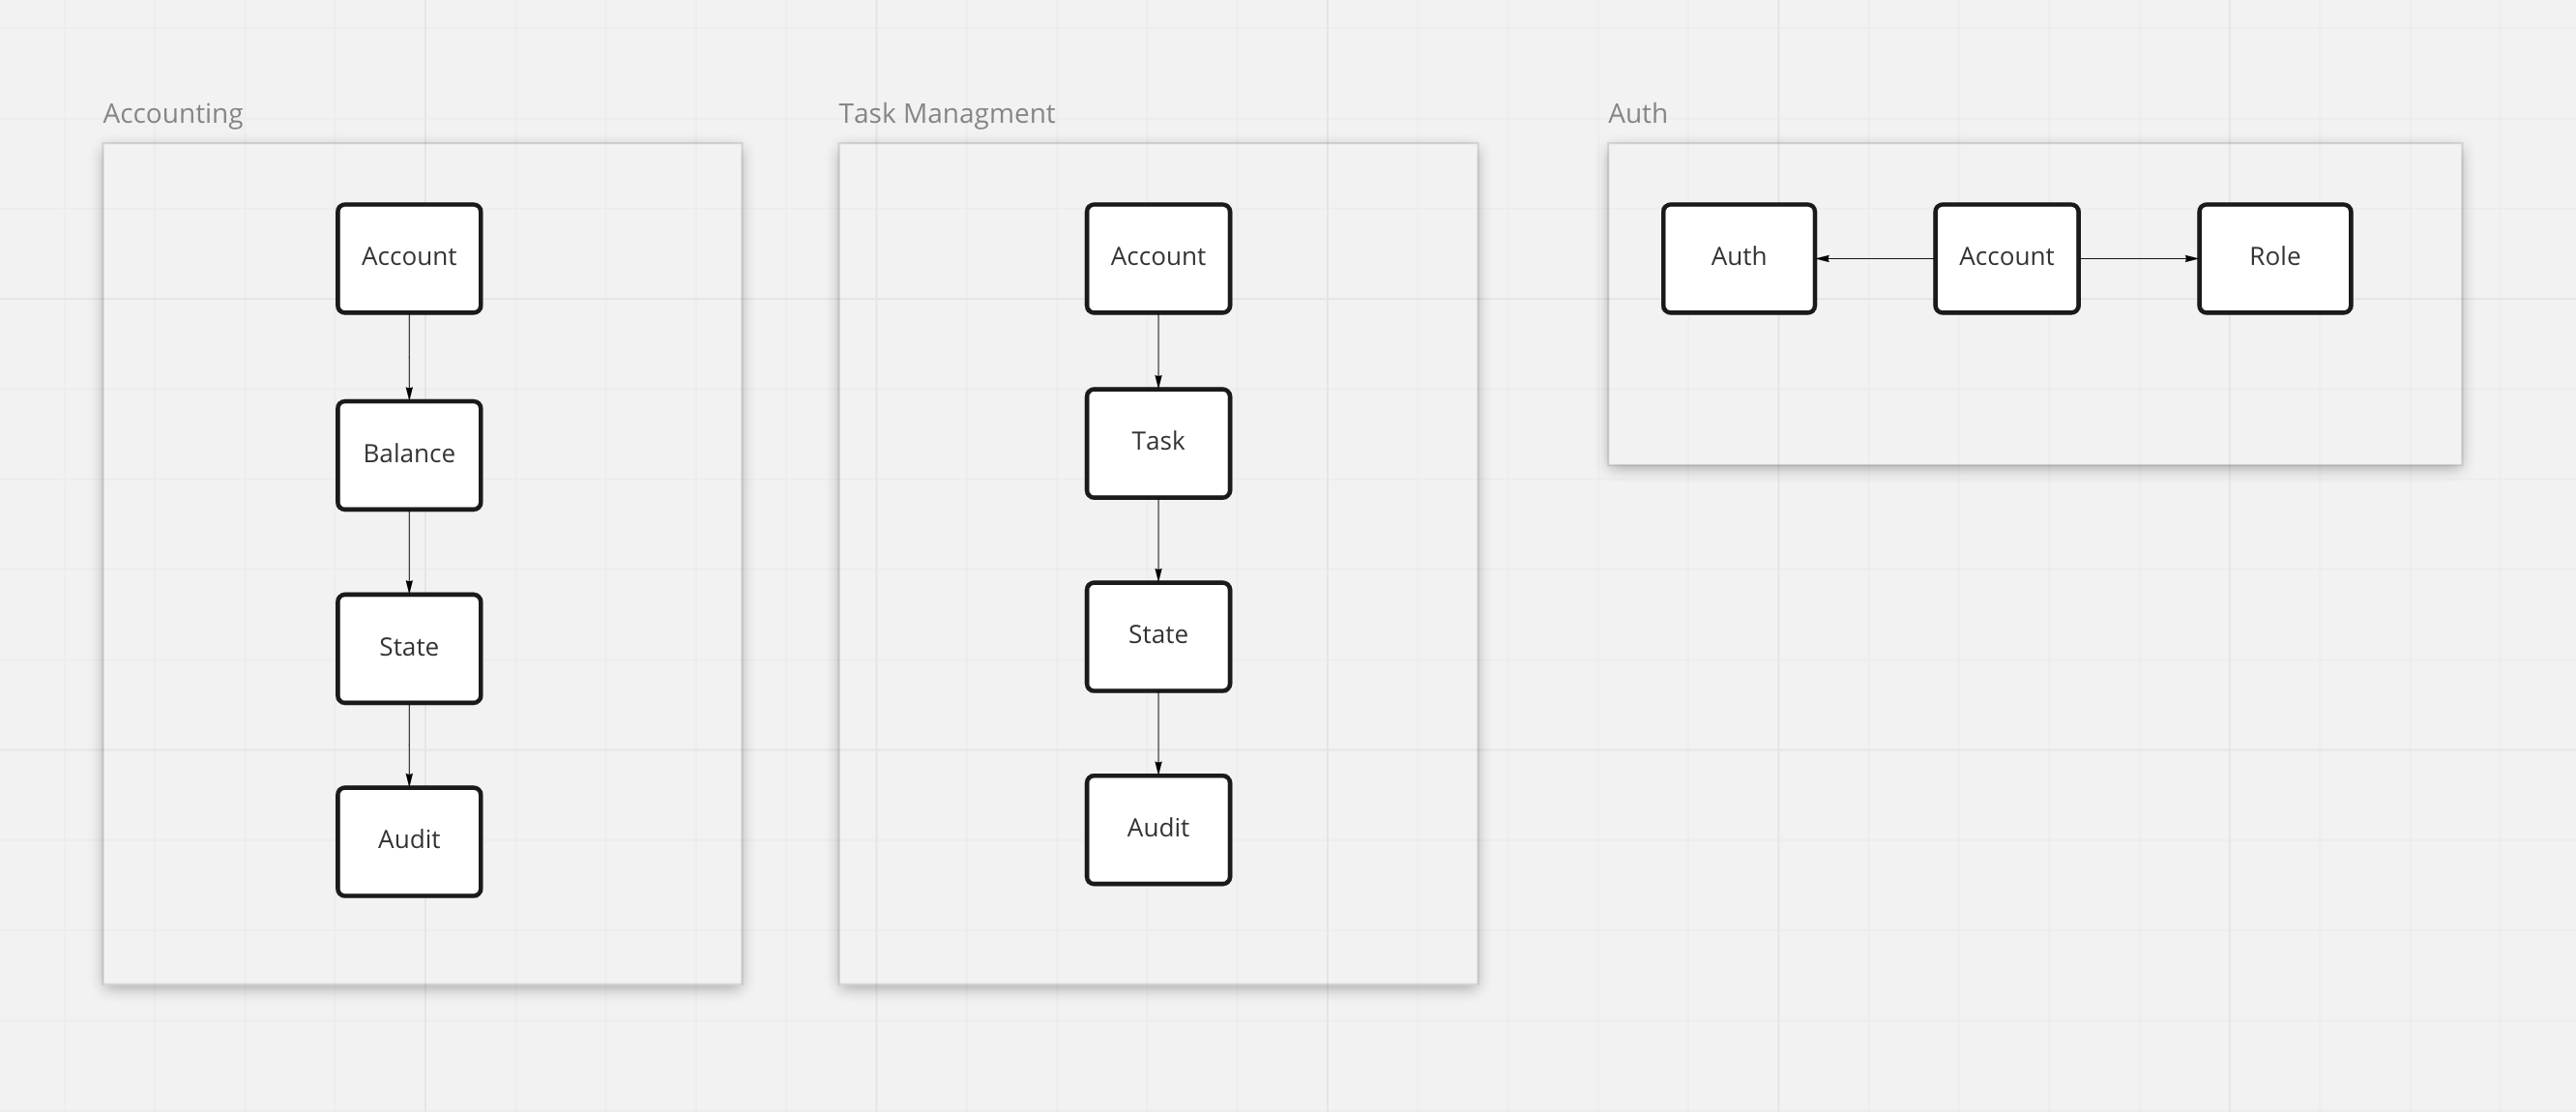 Accounting
Account
Balance
State
Audit
Task Managment
Account
Task
State
Audit
Auth
Auth
Account
Role